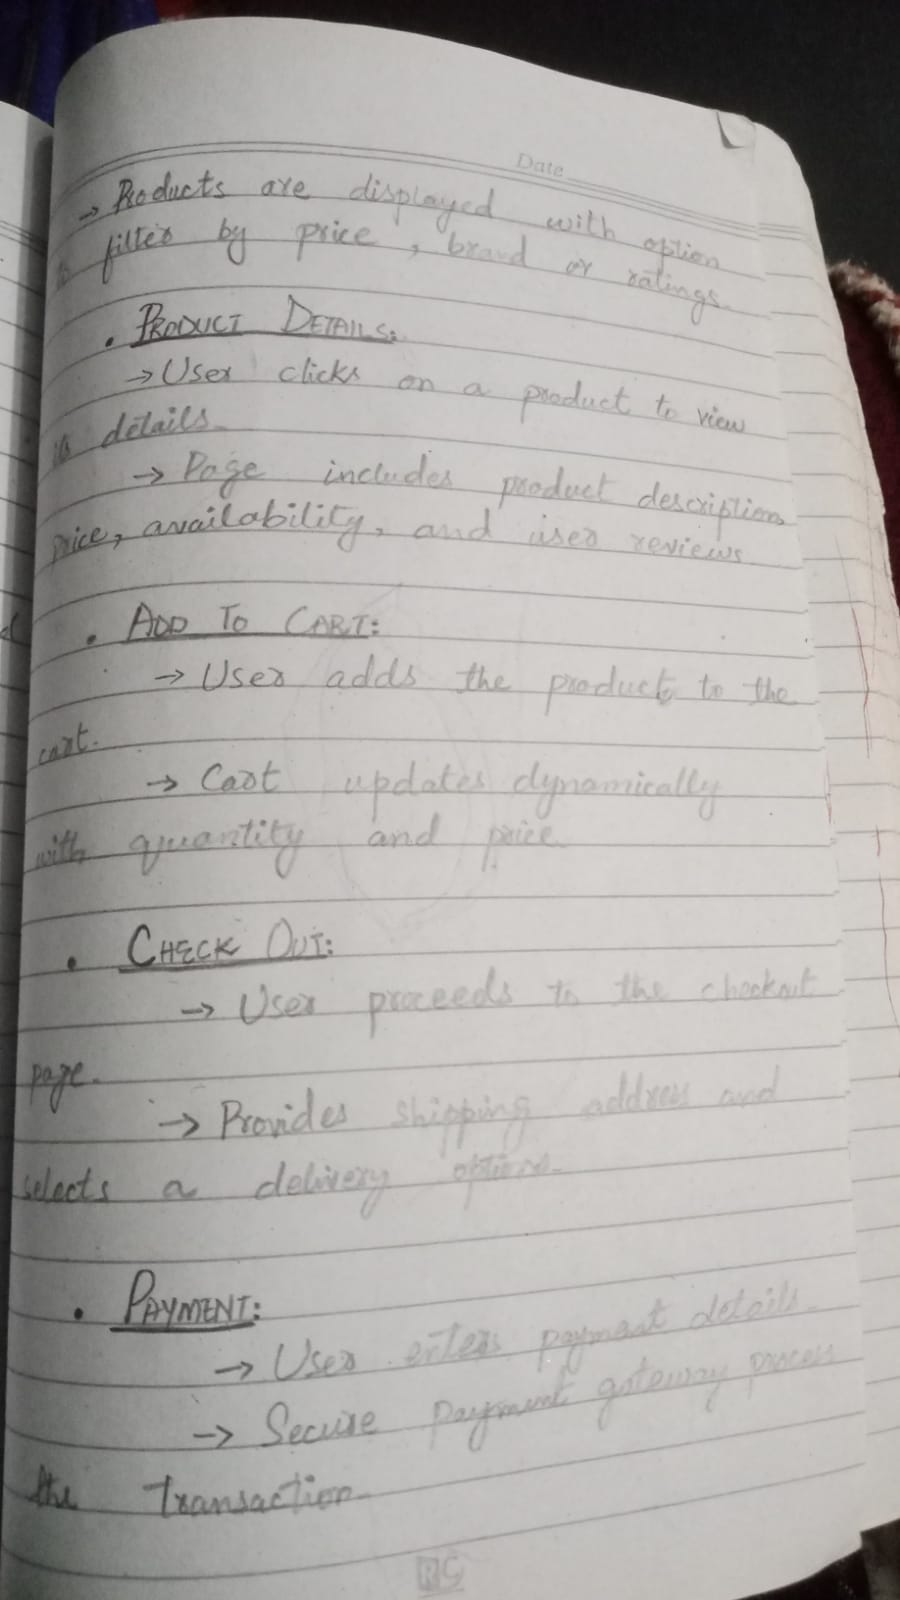 Date
→ Products are displayed with option
to filter by price, brand or ratings.
• PRODUCT DETAILS:
→ User clicks on a product to view
its details.
→ Page includes product description,
price, availability, and user reviews
• ADD TO CART:
→ User adds the product to the
cart.
→ Cart updates dynamically
with quantity and price
• CHECK OUT:
→ User proceeds to the checkout
page.
→ Provides shipping address and
selects a delivery options.
• PAYMENT:
→ User enters payment details.
→ Secure payment gateway process
the transaction.